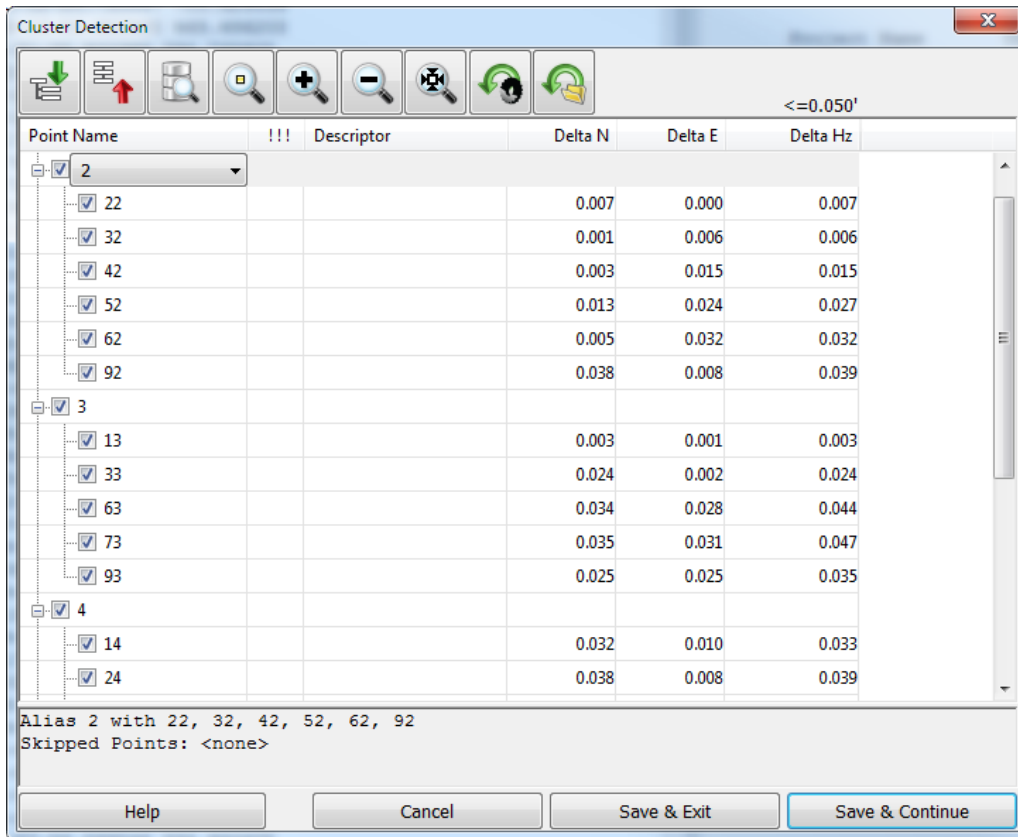 Cluster Detection
<=0.050'
Point Name !!! Descriptor Delta N Delta E Delta Hz
2
22 0.007 0.000 0.007
32 0.001 0.006 0.006
42 0.003 0.015 0.015
52 0.013 0.024 0.027
62 0.005 0.032 0.032
92 0.038 0.008 0.039
3
13 0.003 0.001 0.003
33 0.024 0.002 0.024
63 0.034 0.028 0.044
73 0.035 0.031 0.047
93 0.025 0.025 0.035
4
14 0.032 0.010 0.033
24 0.038 0.008 0.039
Alias 2 with 22, 32, 42, 52, 62, 92
Skipped Points: <none>
Help Cancel Save & Exit Save & Continue